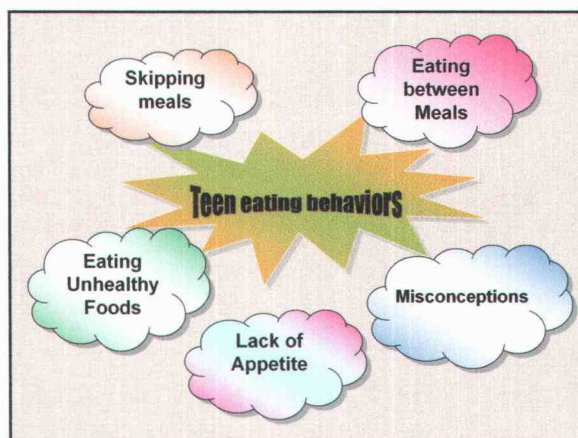 Skipping
meals
Eating
between
Meals
Teen eating behaviors
Eating
Unhealthy
Foods
Misconceptions
Lack of
Appetite